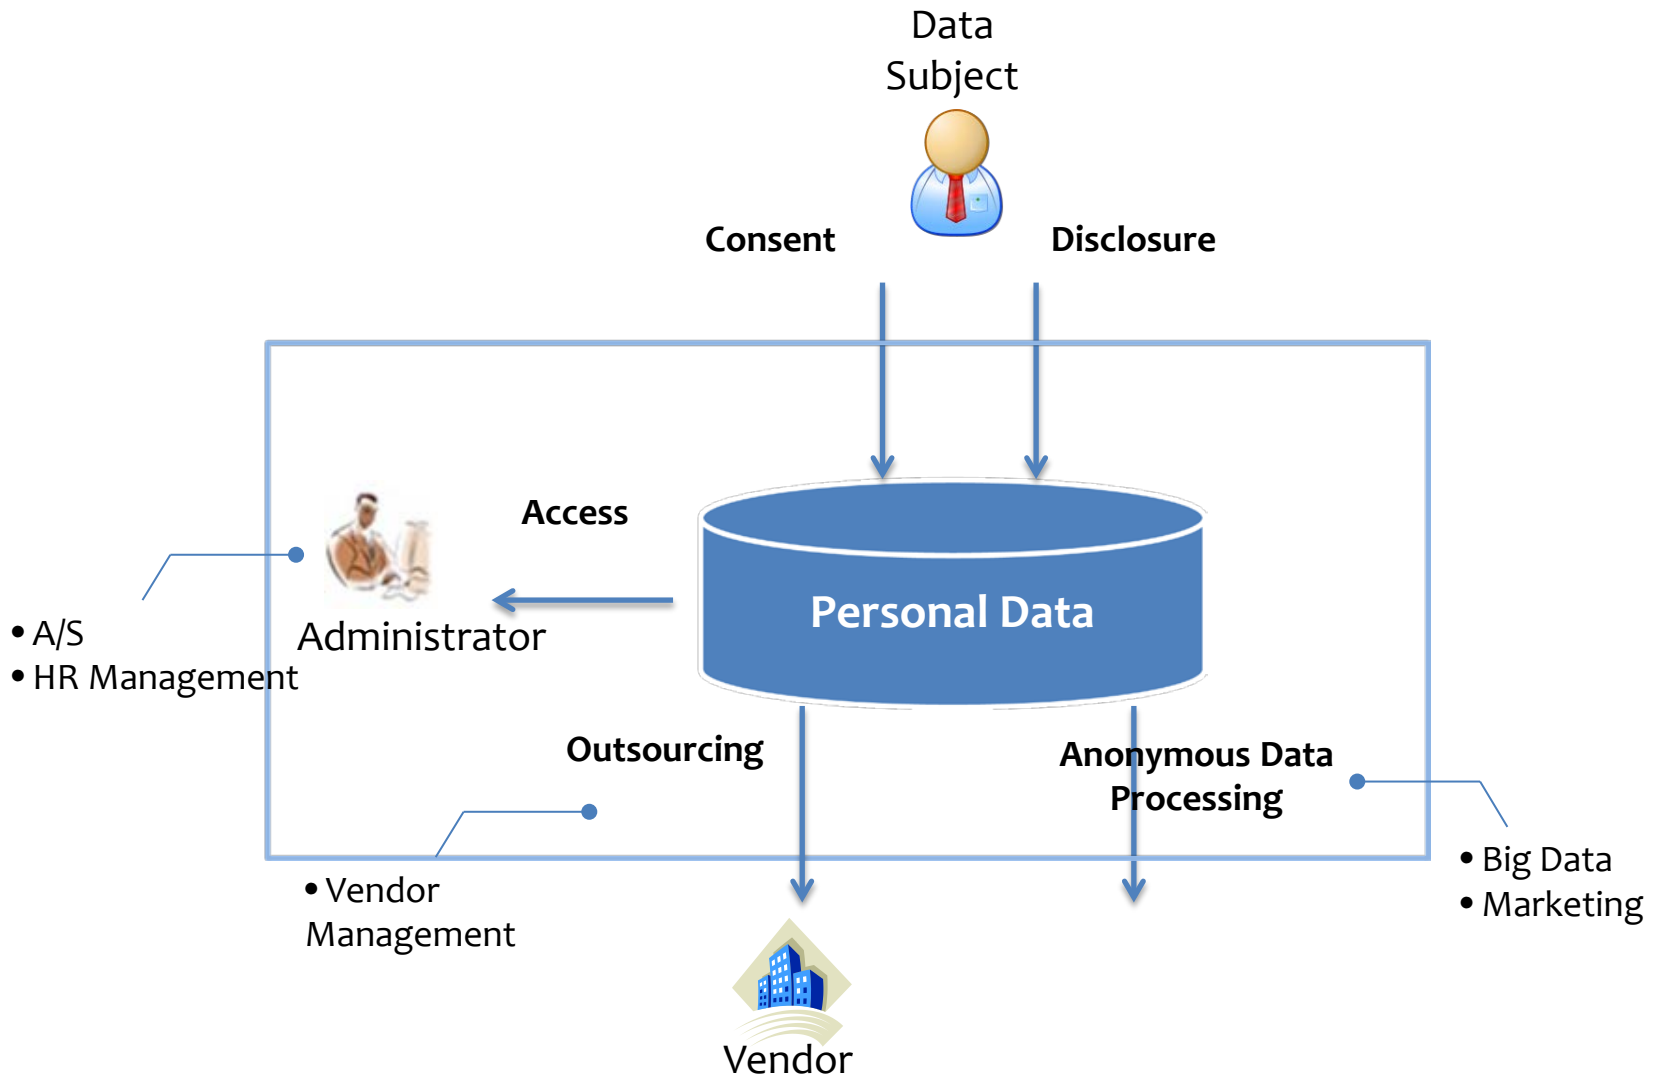 Data
Subject
Consent
Disclosure
Access
Administrator
• A/S
• HR Management
Personal Data
Outsourcing
Anonymous Data
Processing
• Vendor
Management
• Big Data
• Marketing
Vendor